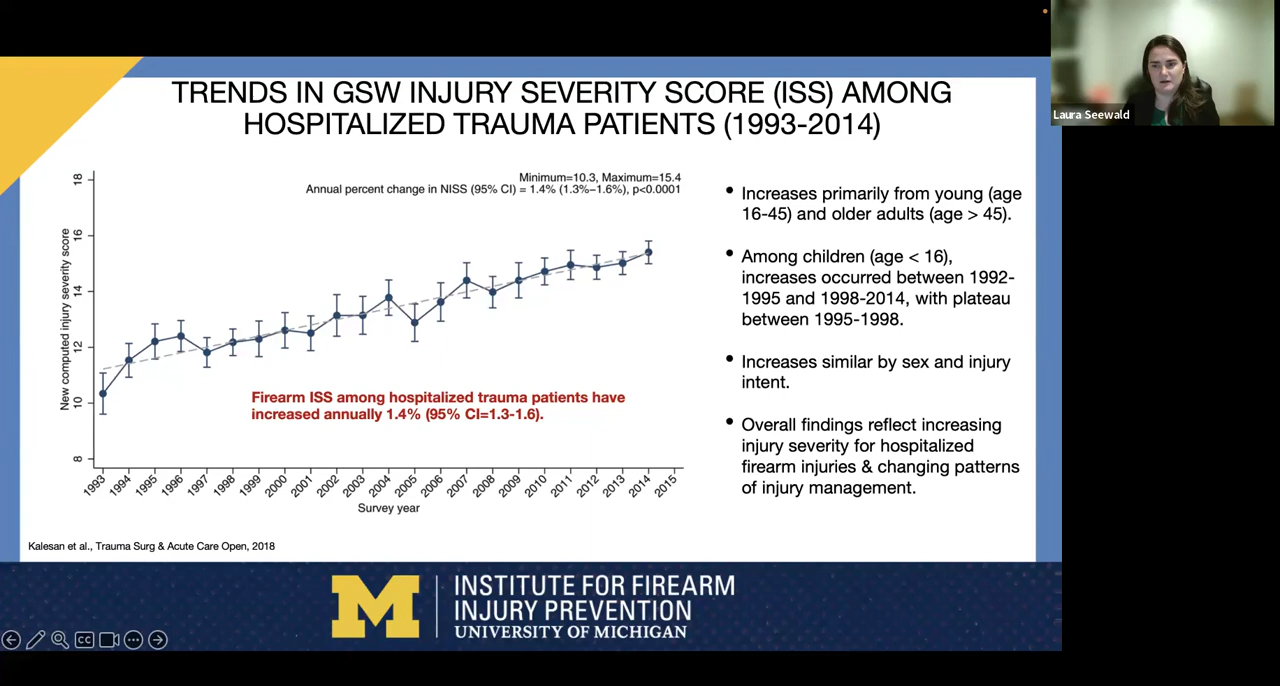 TRENDS IN GSW INJURY SEVERITY SCORE (ISS) AMONG
HOSPITALIZED TRAUMA PATIENTS (1993-2014)
Laura Seewald
Minimum=10.3, Maximum=15.4
Annual percent change in NISS (95% CI) = 1.4% (1.3%−1.6%), p<0.0001
New computed injury severity score
18
16
14
12
10
8
Firearm ISS among hospitalized trauma patients have
increased annually 1.4% (95% CI=1.3-1.6).
1993
1994
1995
1996
1997
1998
1999
2000
2001
2002
2003
2004
2005
2006
2007
2008
2009
2010
2011
2012
2013
2014
2015
Survey year
• Increases primarily from young (age
16-45) and older adults (age > 45).
• Among children (age < 16),
increases occurred between 1992-
1995 and 1998-2014, with plateau
between 1995-1998.
• Increases similar by sex and injury
intent.
• Overall findings reflect increasing
injury severity for hospitalized
firearm injuries & changing patterns
of injury management.
Kalesan et al., Trauma Surg & Acute Care Open, 2018
M
INSTITUTE FOR FIREARM
INJURY PREVENTION
UNIVERSITY OF MICHIGAN
CC